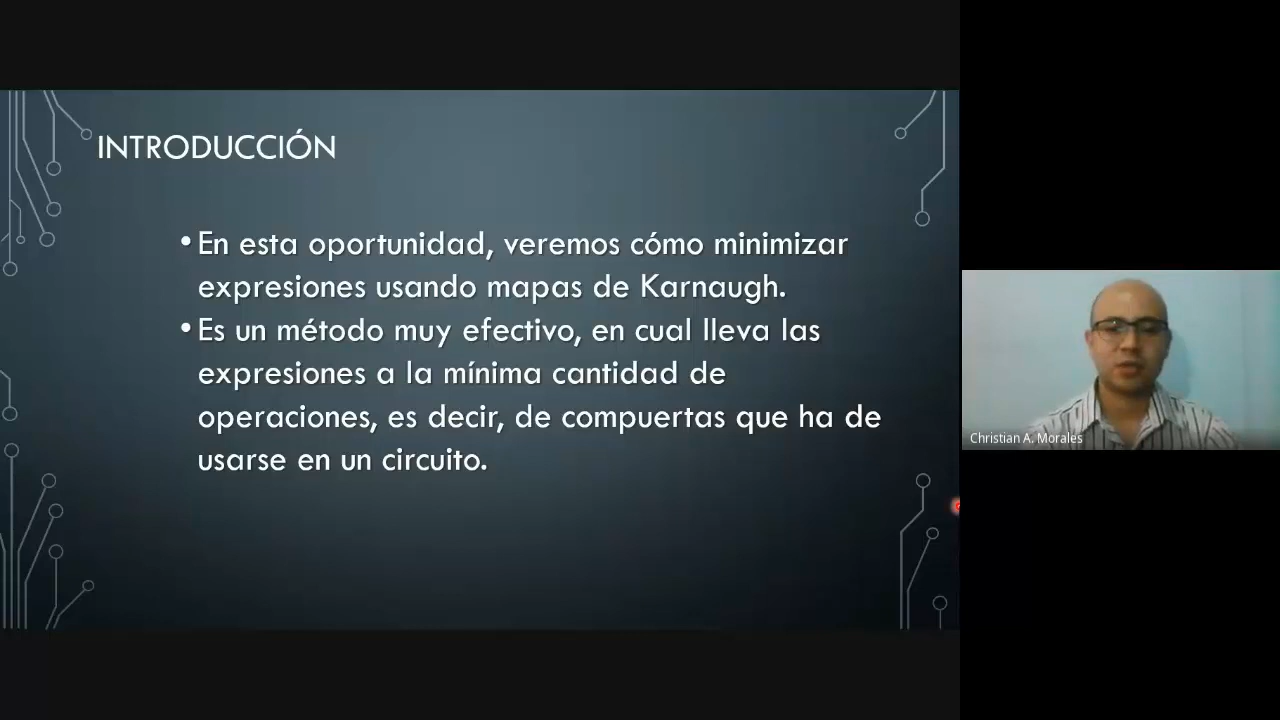 INTRODUCCIÓN
• En esta oportunidad, veremos cómo minimizar
expresiones usando mapas de Karnaugh.
• Es un método muy efectivo, en cual lleva las
expresiones a la mínima cantidad de
operaciones, es decir, de compuertas que ha de
usarse en un circuito.
Christian A. Morales